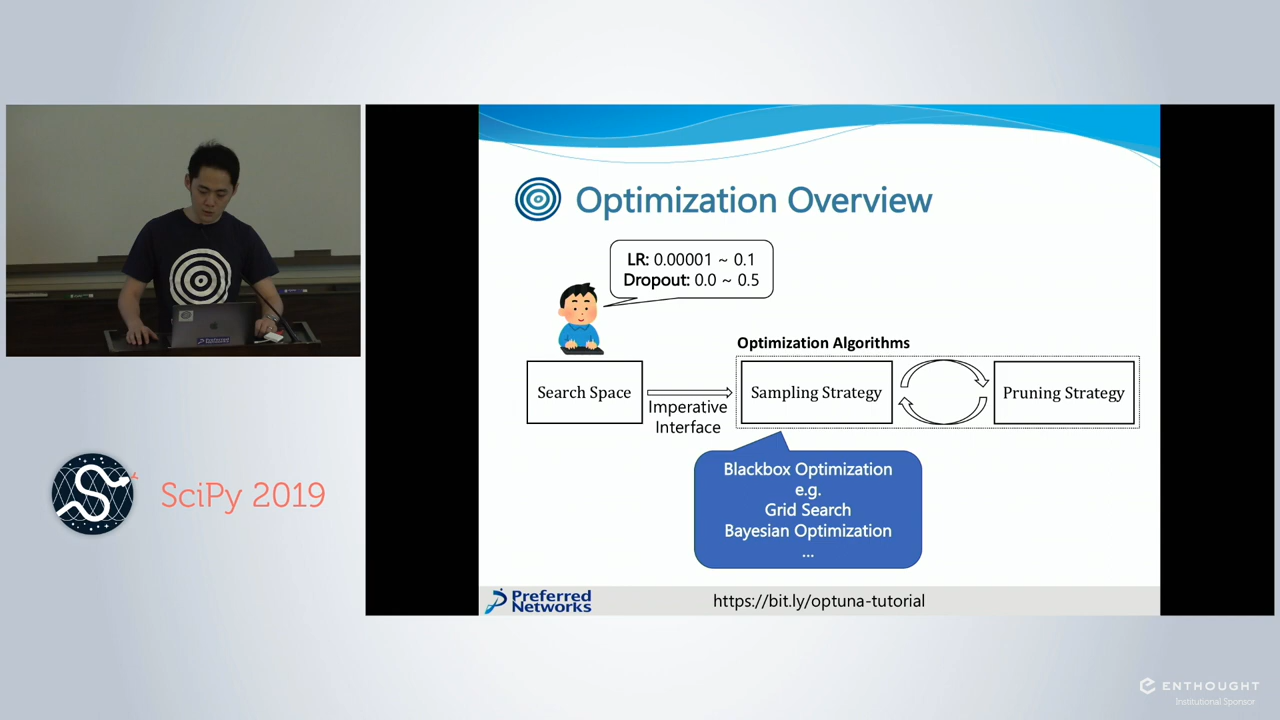 Optimization Overview
LR: 0.00001 ~ 0.1
Dropout: 0.0 ~ 0.5
Optimization Algorithms
Search Space
Imperative
Interface
Sampling Strategy
Pruning Strategy
Blackbox Optimization
e.g.
Grid Search
Bayesian Optimization
...
Preferred
Networks
https://bit.ly/optuna-tutorial
Preferred
SciPy 2019
ENTHOUGHT
Institutional Sponsor